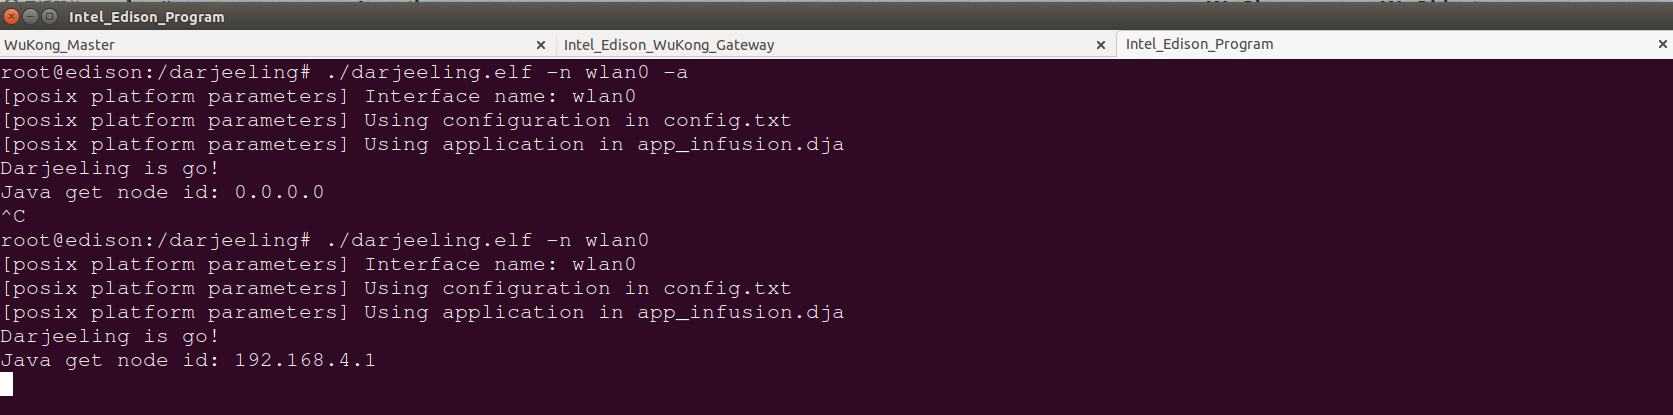 Intel_Edison_Program
WuKong_Master
Intel_Edison_WuKong_Gateway
Intel_Edison_Program
root@edison:/darjeeling# ./darjeeling.elf -n wlan0 -a
[posix platform parameters] Interface name: wlan0
[posix platform parameters] Using configuration in config.txt
[posix platform parameters] Using application in app_infusion.dja
Darjeeling is go!
Java get node id: 0.0.0.0
^C
root@edison:/darjeeling# ./darjeeling.elf -n wlan0
[posix platform parameters] Interface name: wlan0
[posix platform parameters] Using configuration in config.txt
[posix platform parameters] Using application in app_infusion.dja
Darjeeling is go!
Java get node id: 192.168.4.1